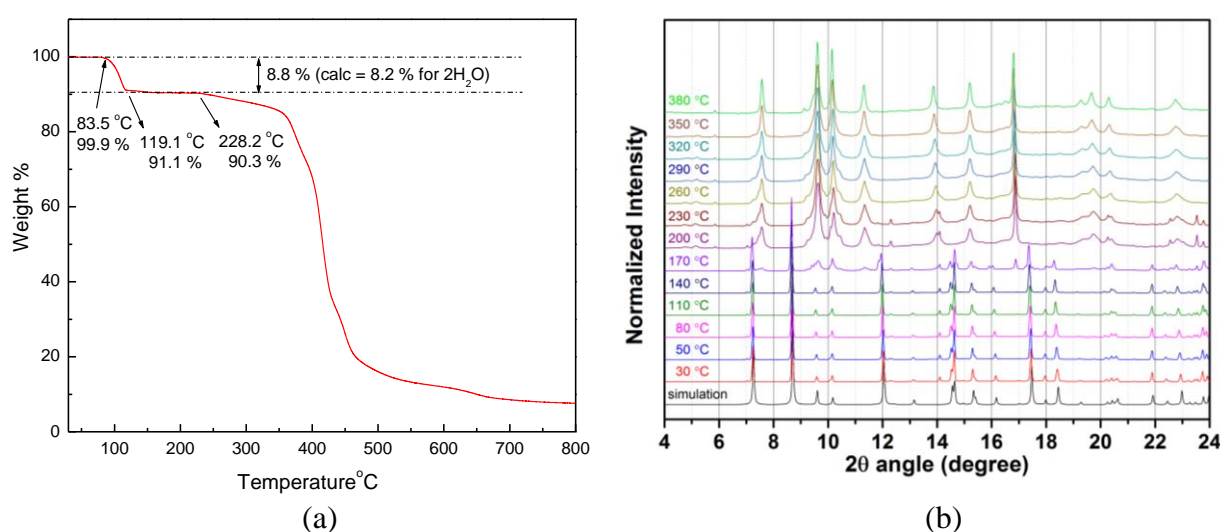 100
80
60
40
20
0
Weight %
8.8 % (calc = 8.2 % for 2H₂O)
83.5 °C
99.9 %
119.1 °C
91.1 %
228.2 °C
90.3 %
100 200 300 400 500 600 700 800
Temperature°C
(a)
Normalized Intensity
380 °C
350 °C
320 °C
290 °C
260 °C
230 °C
200 °C
170 °C
140 °C
110 °C
80 °C
50 °C
30 °C
simulation
4 6 8 10 12 14 16 18 20 22 24
2θ angle (degree)
(b)